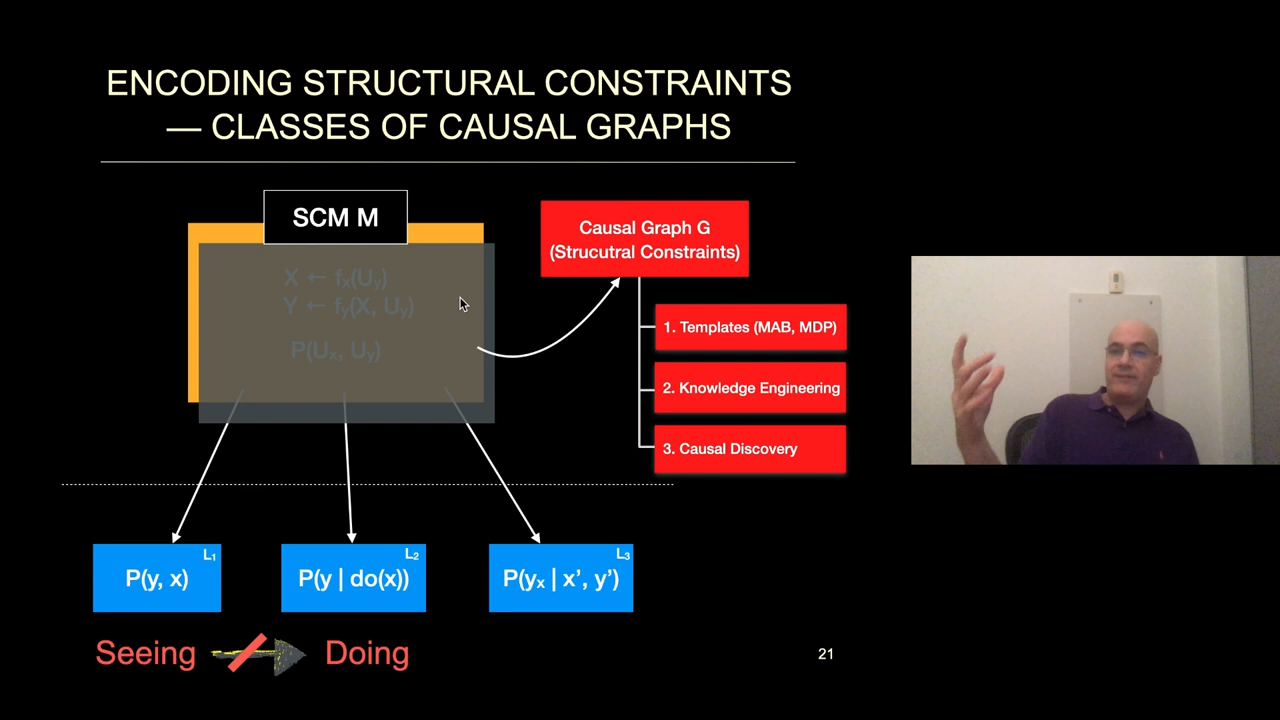 ENCODING STRUCTURAL CONSTRAINTS
— CLASSES OF CAUSAL GRAPHS
SCM M
X ← fx(Uy)
Y ← fy(X, Uy)
P(Ux, Uy)
Causal Graph G
(Strucutral Constraints)
1. Templates (MAB, MDP)
2. Knowledge Engineering
3. Causal Discovery
L1
P(y, x)
L2
P(y | do(x))
L3
P(yx | x’, y’)
Seeing
Doing
21